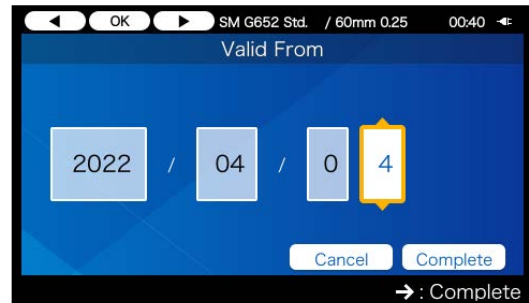 OK SM G652 Std. / 60mm 0.25 00:40
Valid From
2022 / 04 / 0 4
Cancel Complete
→ : Complete